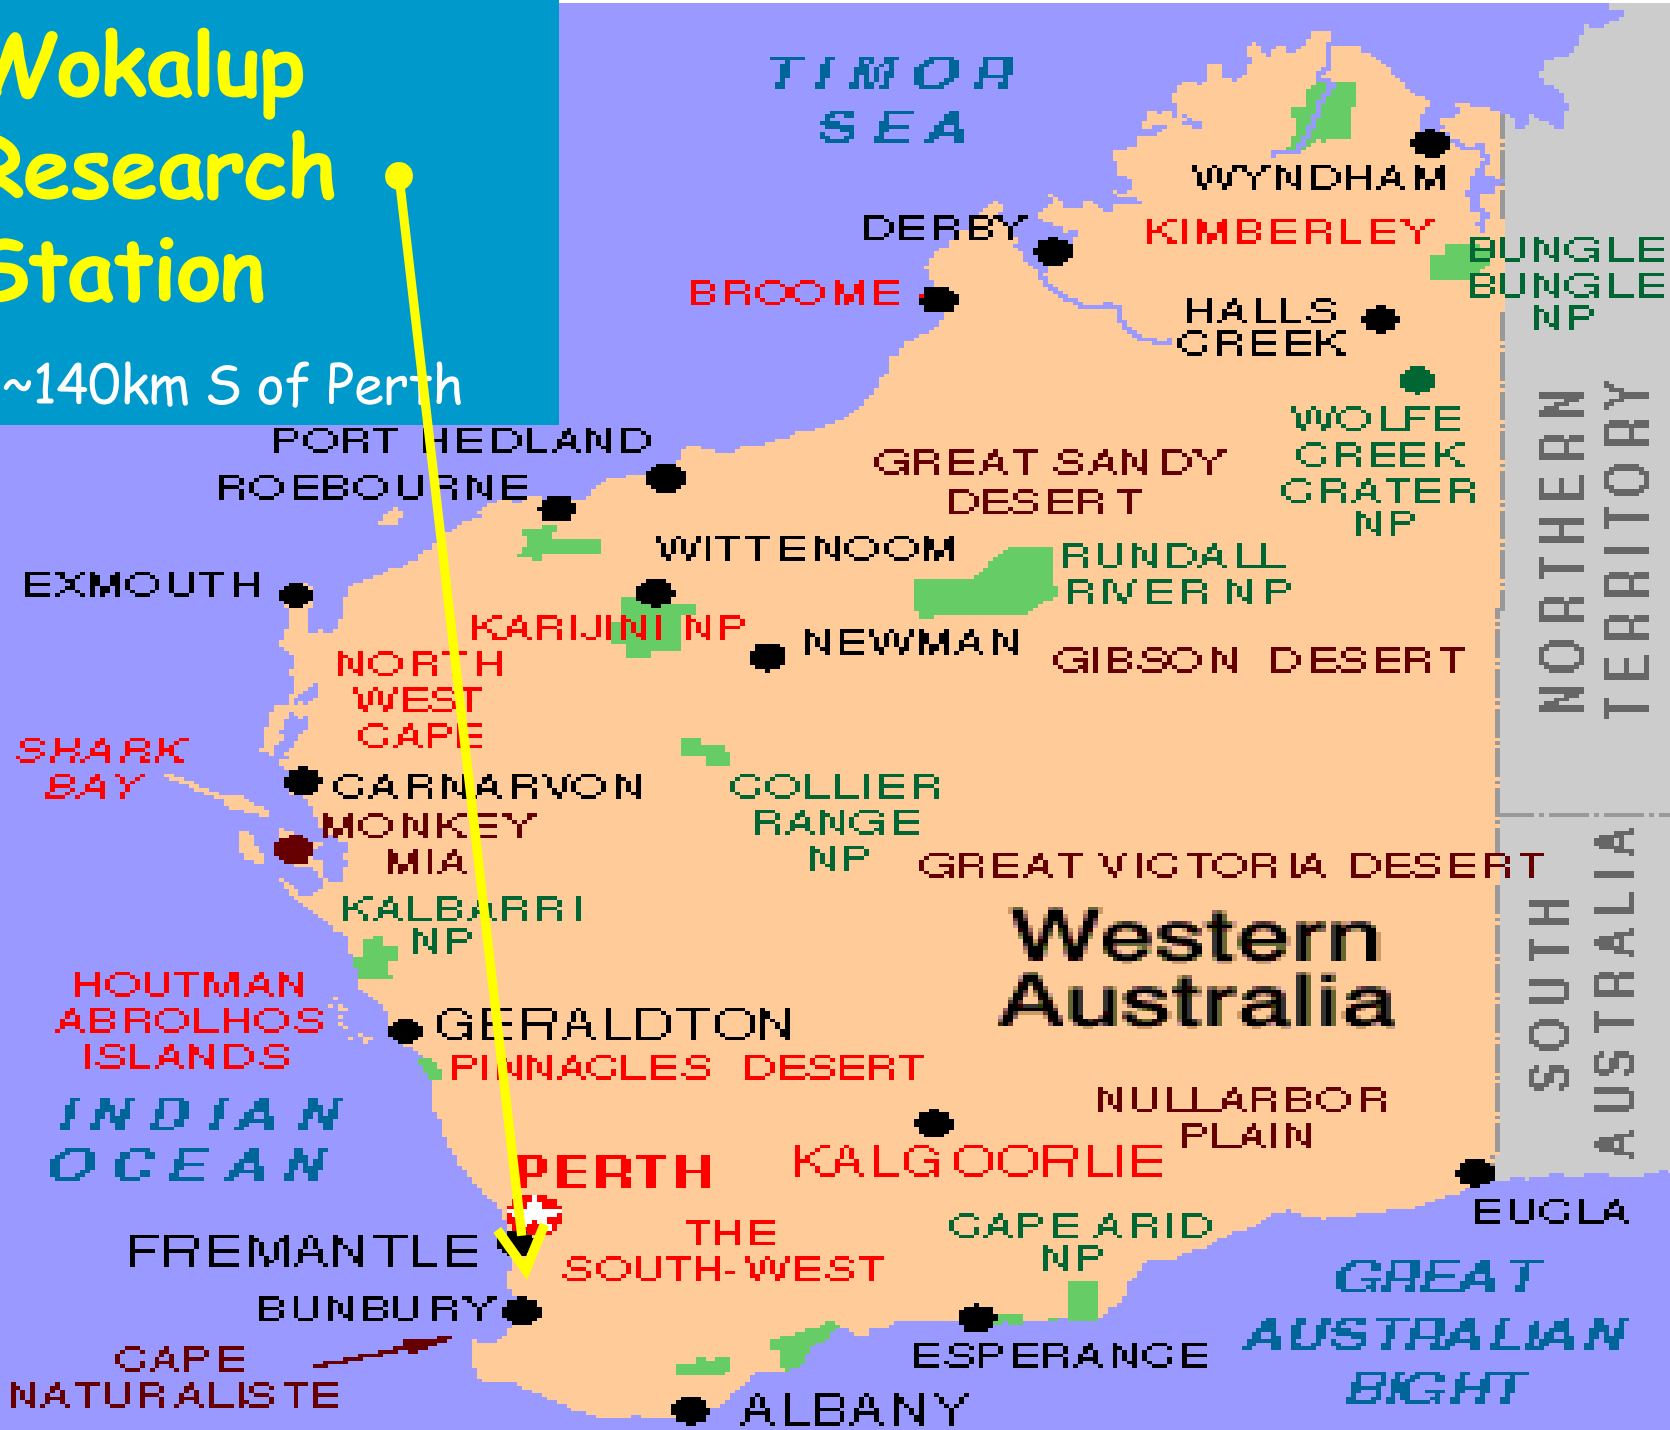 Wokalup
Research
Station
~140km S of Perth
TIMOR
SEA
WYNDHAM
DERBY
KIMBERLEY
BUNGLE
BUNGLE
NP
BROOME
HALLS
CREEK
WOLFE
CREEK
CRATER
NP
NORTHERN
TERRITORY
PORT HEDLAND
ROEBOURNE
GREAT SANDY
DESERT
WITTENOOM
RUNDALL
RIVER NP
EXMOUTH
KARIJINI NP
NEWMAN
GIBSON DESERT
NORTH
WEST
CAPE
SHARK
BAY
CARNARVON
COLLIER
RANGE
NP
MONKEY
MIA
GREAT VICTORIA DESERT
SOUTH
AUSTRALIA
KALBARRI
NP
Western
Australia
HOUTMAN
ABROLHOS
ISLANDS
GERALDTON
PINNACLES DESERT
INDIAN
OCEAN
NULLARBOR
PLAIN
PERTH
KALGOORLIE
EUCLA
FREMANTLE
THE
SOUTH-WEST
CAPE ARID
NP
BUNBURY
GREAT
AUSTRALIAN
BIGHT
CAPE
NATURALISTE
ESPERANCE
ALBANY